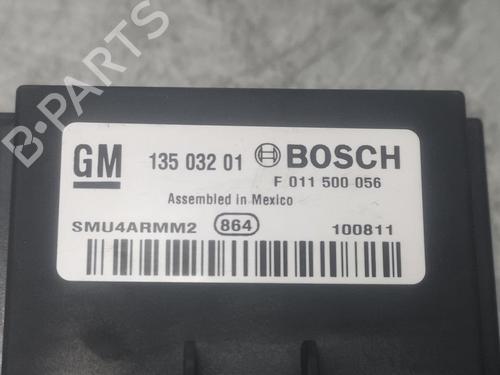 B-PARTS
GM 135 032 01 BOSCH
F 011 500 056
Assembled in Mexico
SMU4ARMM2 864 100811